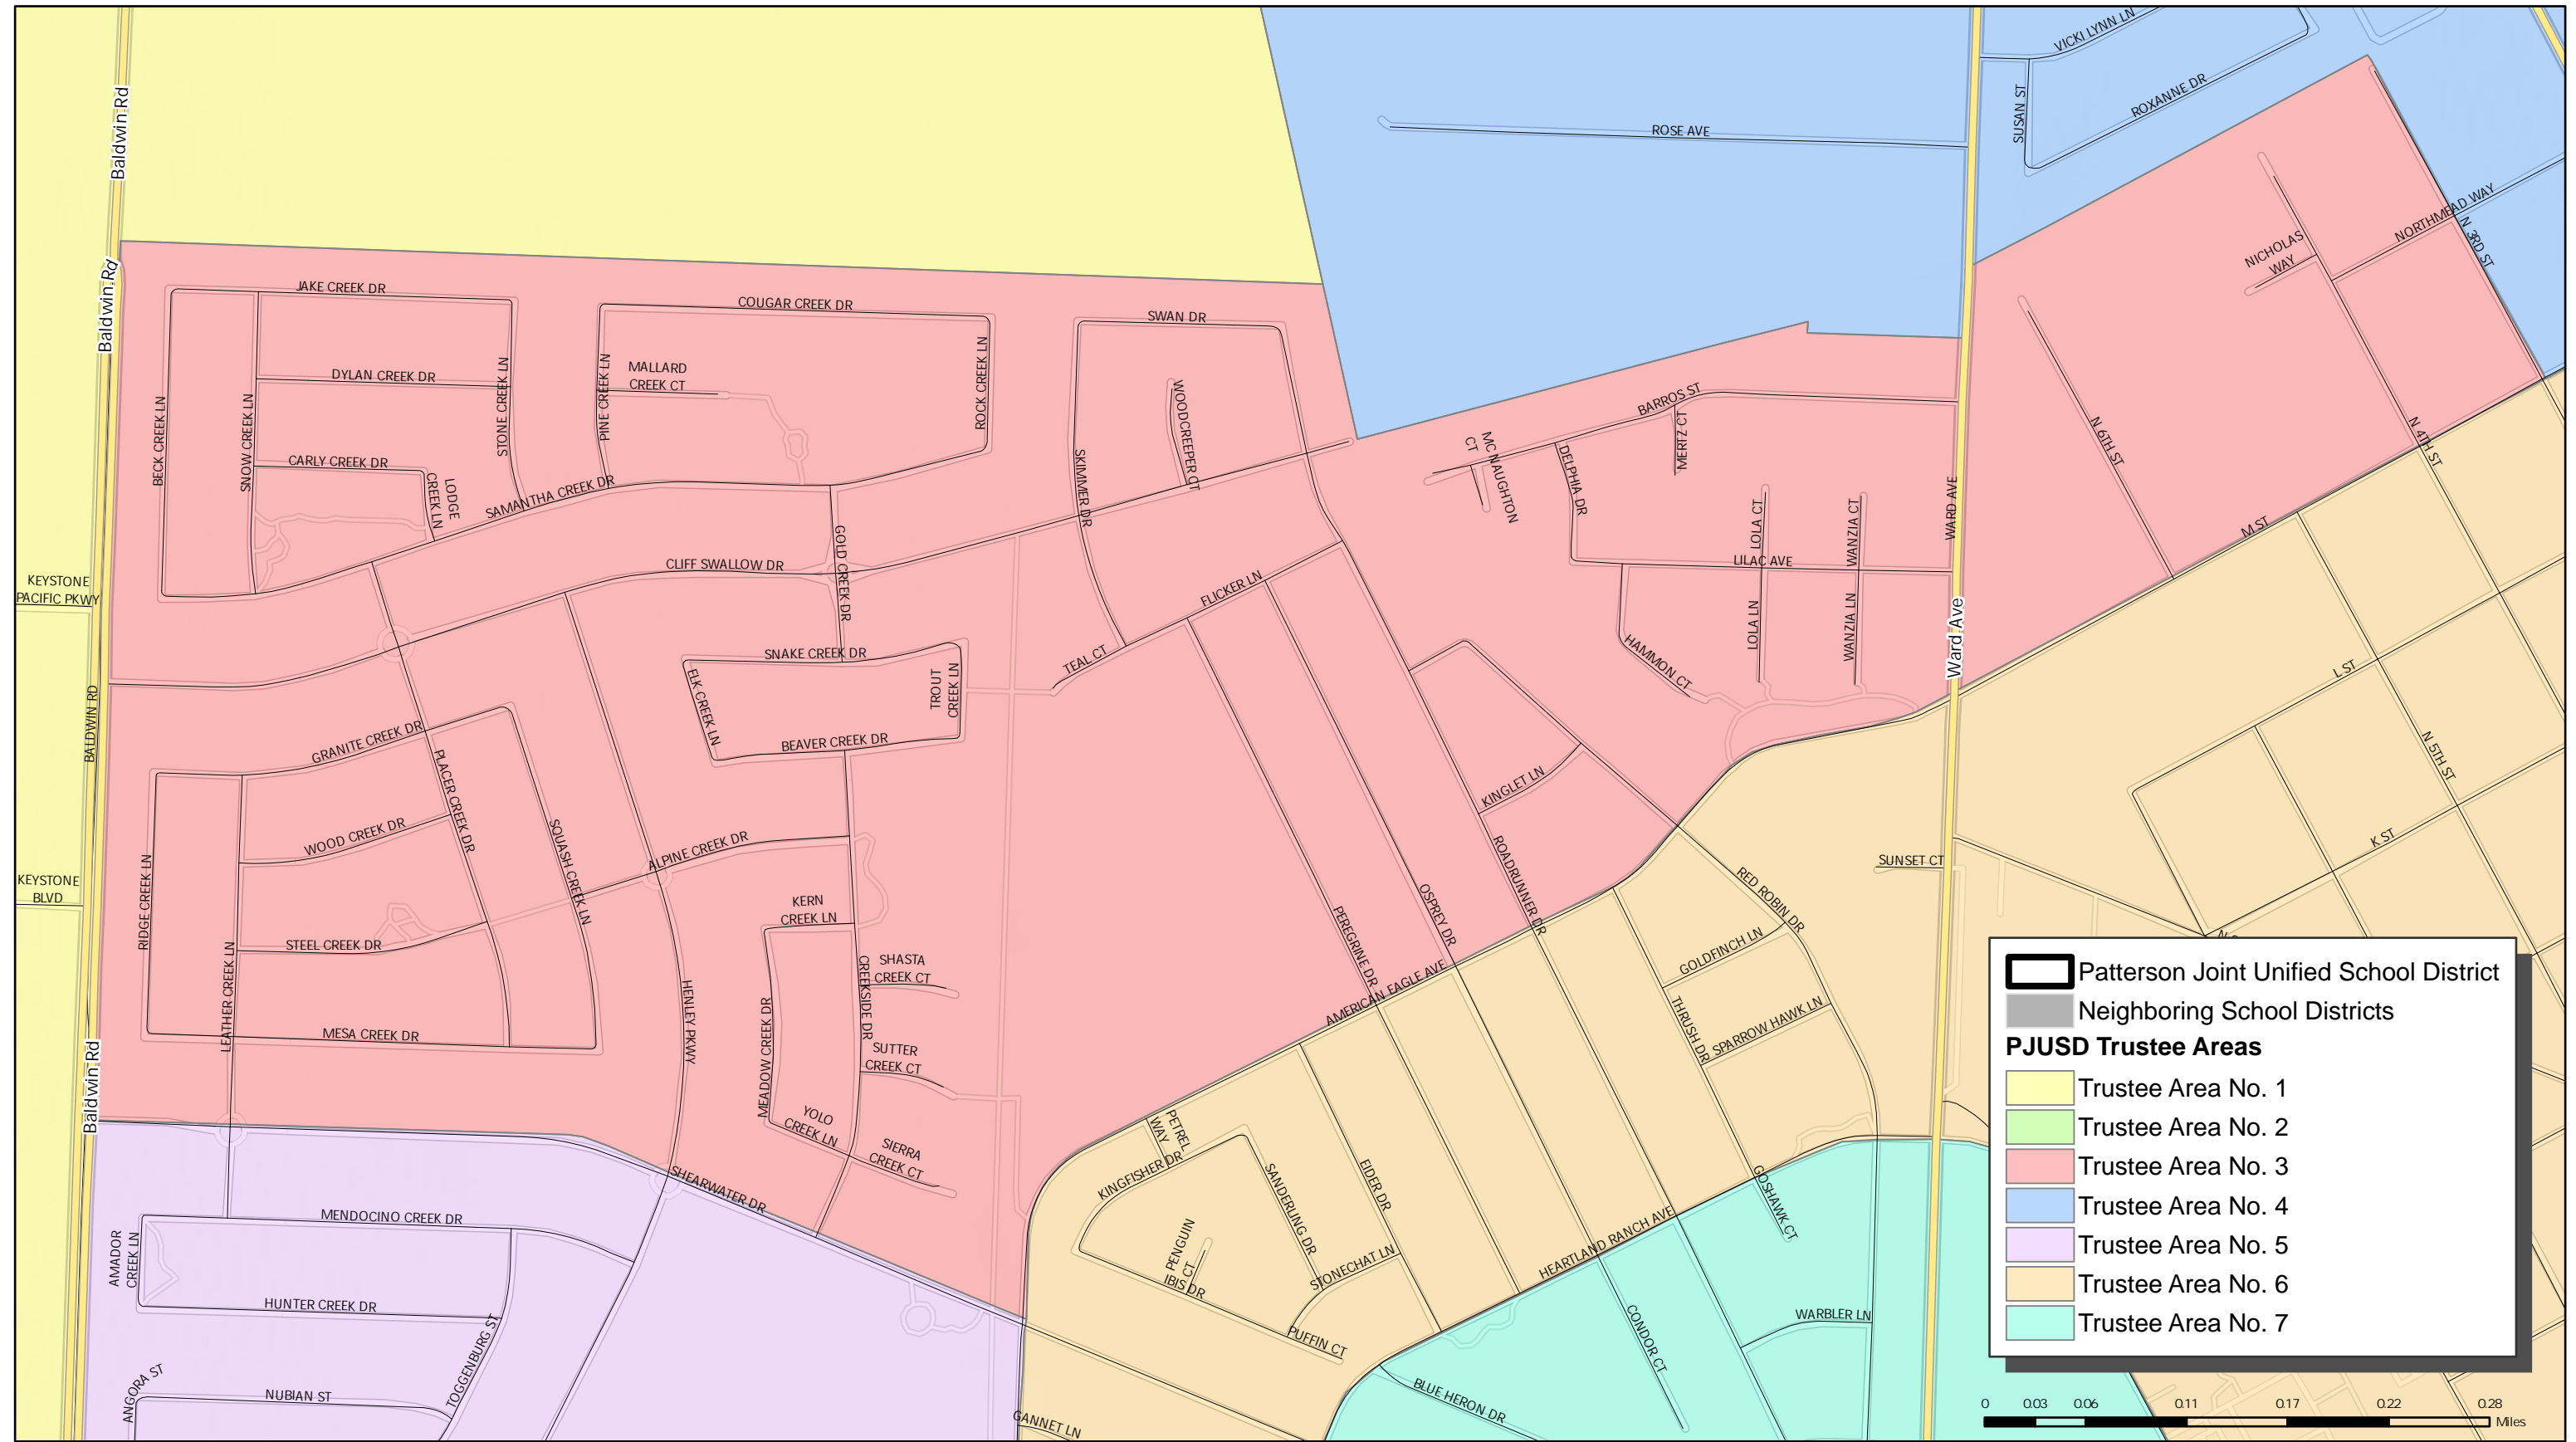 VICKI LYNN LN
Baldwin Rd
SUSAN ST
ROXANNE DR
ROSE AVE
NORTHMEAD WAY
N 3RD ST
NICHOLAS
WAY
Baldwin Rd
JAKE CREEK DR
COUGAR CREEK DR
SWAN DR
MALLARD
CREEK CT
DYLAN CREEK DR
STONE CREEK LN
PINE CREEK LN
ROCK CREEK LN
WOODCREEPER CT
BARROS ST
MERTZ CT
MC NAUGHTON
CT
DELPHIA DR
N 6TH ST
N 4TH ST
BECK CREEK LN
SNOW CREEK LN
CARLY CREEK DR
LODGE
CREEK LN
SAMANTHA CREEK DR
SKIMMER DR
LOLA CT
WANZIA CT
WARD AVE
M ST
GOLD CREEK DR
CLIFF SWALLOW DR
LILAC AVE
FLICKER LN
KEYSTONE
PACIFIC PKWY
LOLA LN
WANZIA LN
Ward Ave
HAMMON CT
SNAKE CREEK DR
TEAL CT
ELK CREEK LN
TROUT
CREEK LN
L ST
BALDWIN RD
GRANITE CREEK DR
BEAVER CREEK DR
PLACER CREEK DR
N 5TH ST
KINGLET LN
WOOD CREEK DR
SQUASH CREEK LN
ALPINE CREEK DR
K ST
ROADRUNNER DR
SUNSET CT
KEYSTONE
BLVD
RIDGE CREEK LN
KERN
CREEK LN
PEREGRINE DR
OSPREY DR
RED ROBIN DR
STEEL CREEK DR
LEATHER CREEK LN
GOLDFINCH LN
SHASTA
CREEK CT
CREEKSIDE DR
AMERICAN EAGLE AVE
HENLEY PKWY
MEADOW CREEK DR
THRUSH DR
SPARROW HAWK LN
MESA CREEK DR
SUTTER
CREEK CT
Baldwin Rd
YOLO
CREEK LN
SIERRA
CREEK CT
PETREL
WAY
KINGFISHER DR
SANDERLING DR
EIDER DR
GOSHAWK CT
SHEARWATER DR
MENDOCINO CREEK DR
AMADOR
CREEK LN
PENGUIN
CT
IBIS DR
STONECHAT LN
HEARTLAND RANCH AVE
HUNTER CREEK DR
TOGGENBURG ST
PUFFIN CT
CONDOR CT
WARBLER LN
ANGORA ST
NUBIAN ST
GANNET LN
BLUE HERON DR
Patterson Joint Unified School District
Neighboring School Districts
PJUSD Trustee Areas
Trustee Area No. 1
Trustee Area No. 2
Trustee Area No. 3
Trustee Area No. 4
Trustee Area No. 5
Trustee Area No. 6
Trustee Area No. 7
0 0.03 0.06 0.11 0.17 0.22 0.28
Miles